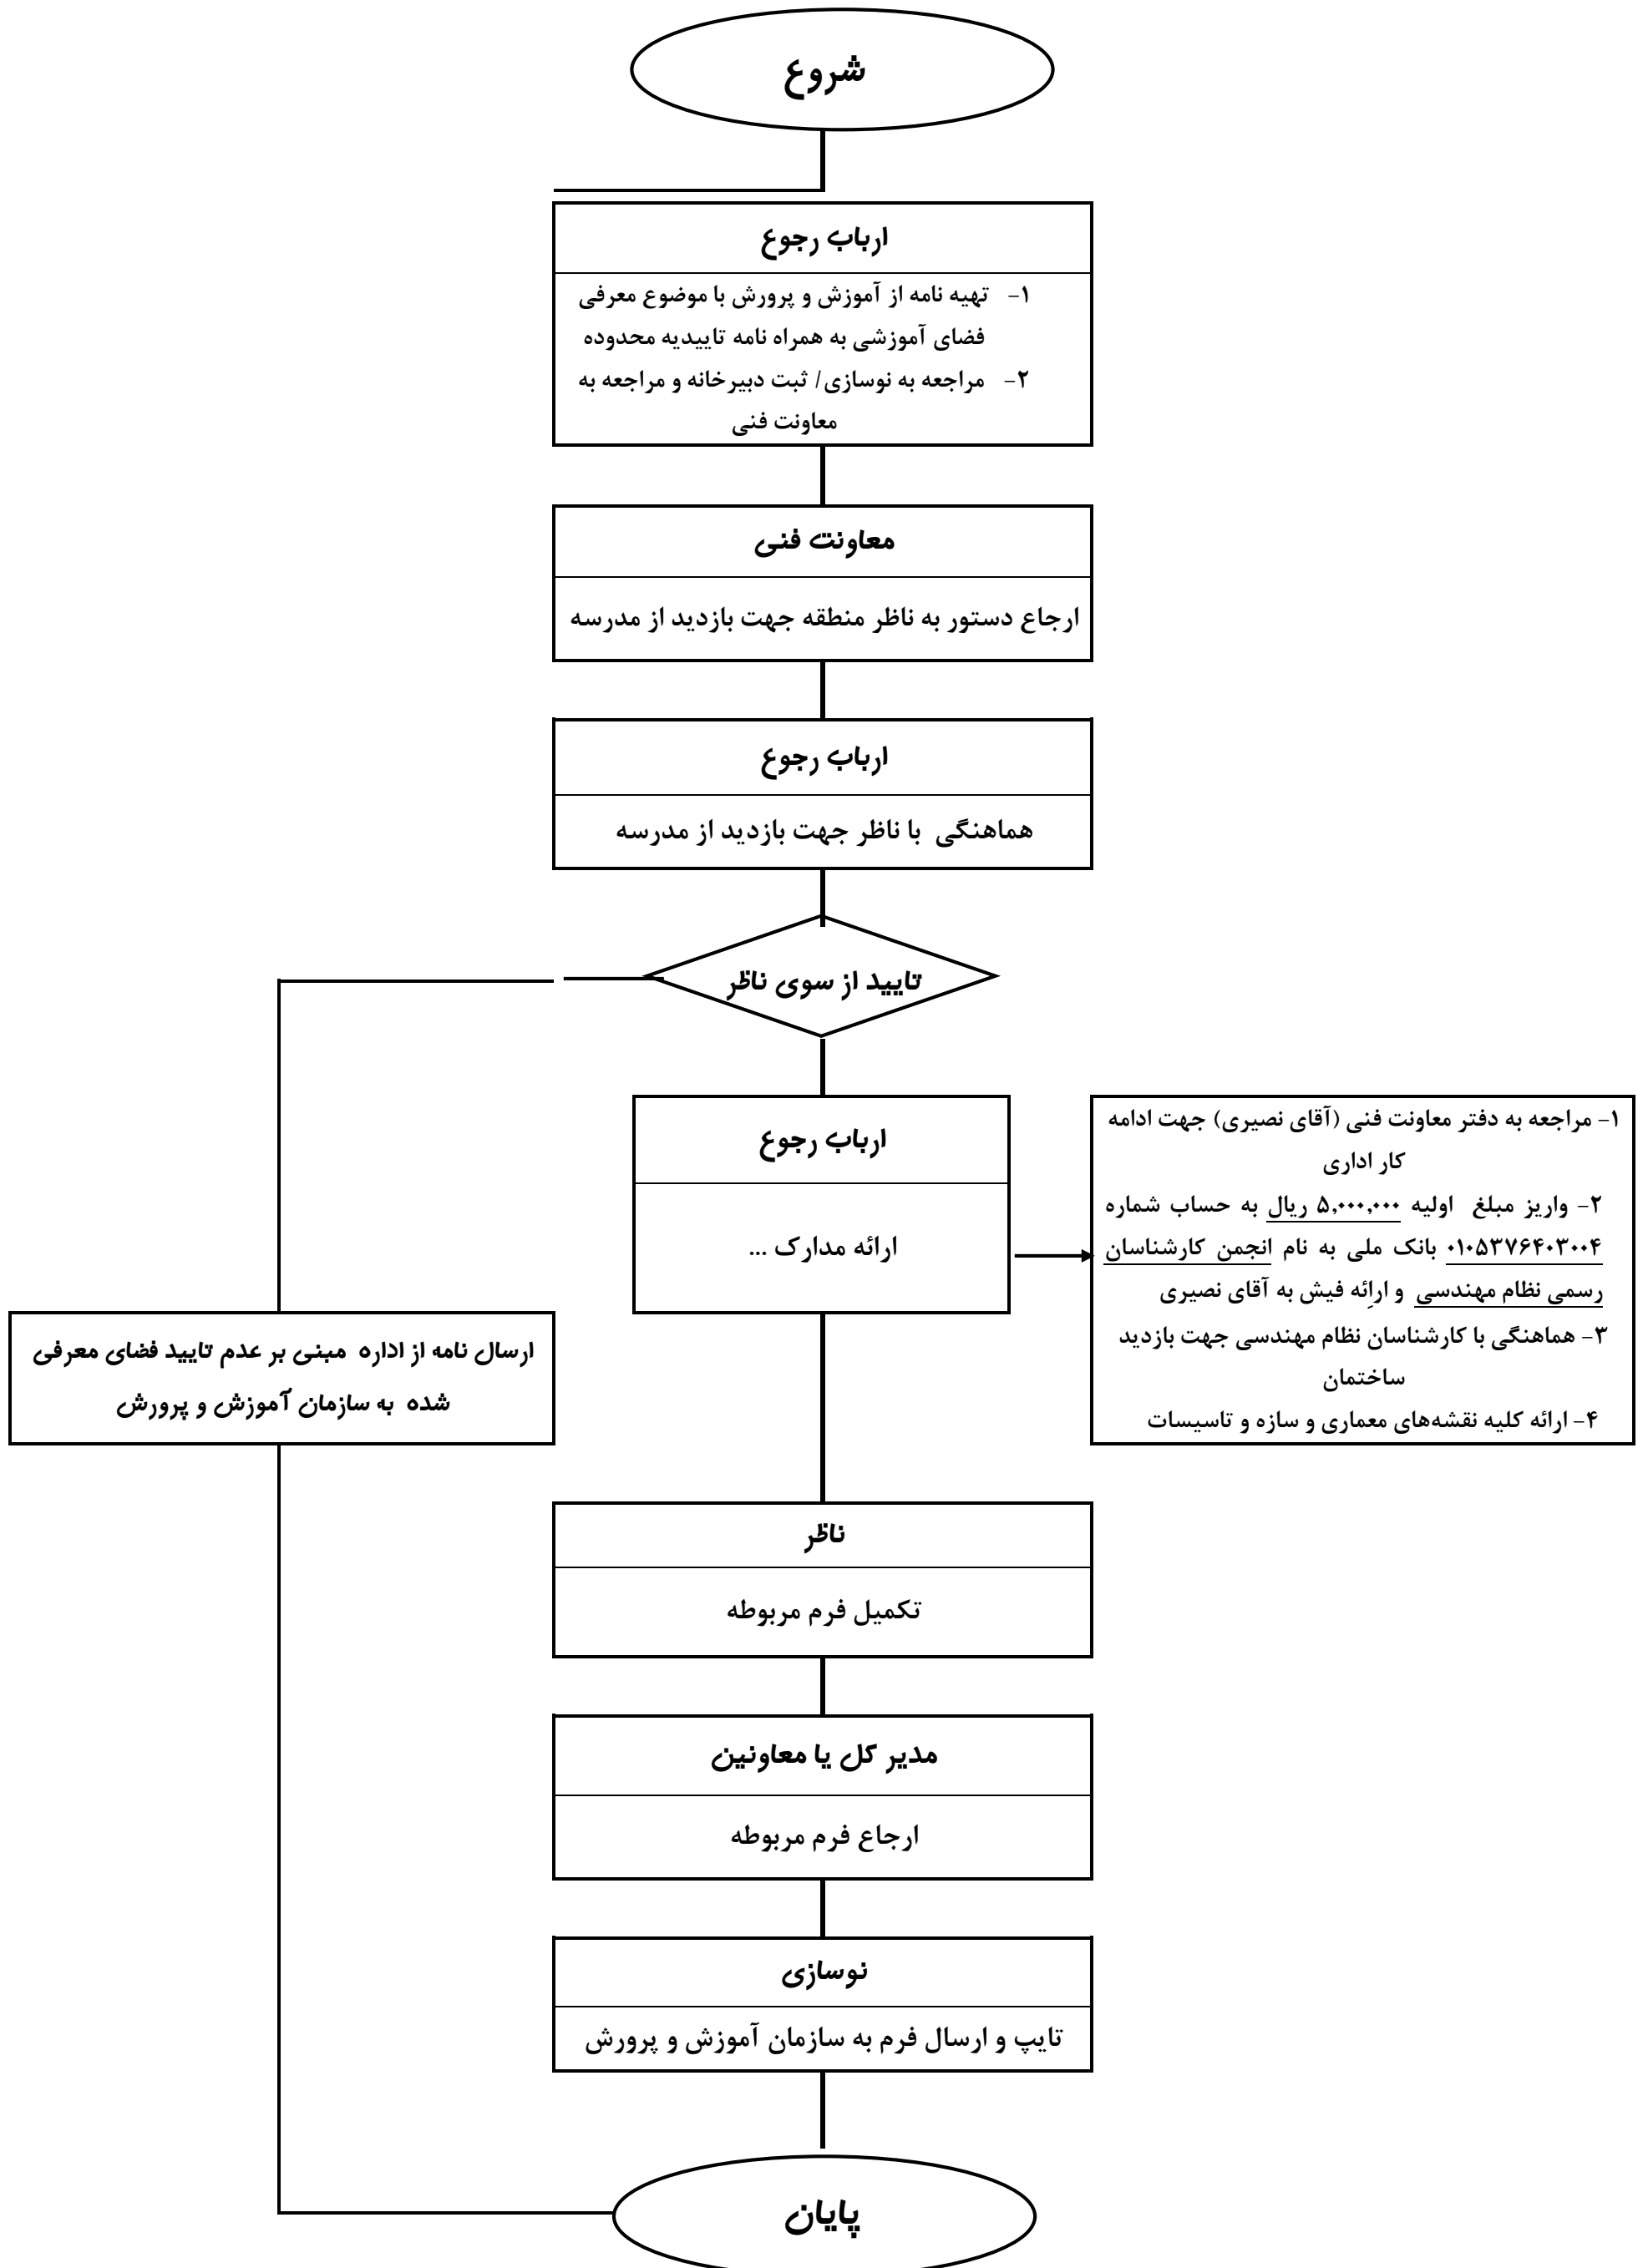 شروع
ارباب رجوع
۱- تهیه نامه از آموزش و پرورش با موضوع معرفی
فضای آموزشی به همراه نامه تاییدیه محدوده
۲- مراجعه به نوسازی/ ثبت دبیرخانه و مراجعه به
معاونت فنی
معاونت فنی
ارجاع دستور به ناظر منطقه جهت بازدید از مدرسه
ارباب رجوع
هماهنگی با ناظر جهت بازدید از مدرسه
تایید از سوی ناظر
ارباب رجوع
ارائه مدارک ...
۱- مراجعه به دفتر معاونت فنی (آقای نصیری) جهت ادامه
کار اداری
۲- واریز مبلغ اولیه ۵,۰۰۰,۰۰۰ ریال به حساب شماره
۰۱۰۵۳۷۶۴۰۳۰۰۴ بانک ملی به نام انجمن کارشناسان
رسمی نظام مهندسی و اراِئه فیش به آقای نصیری
۳- هماهنگی با کارشناسان نظام مهندسی جهت بازدید
ساختمان
۴- ارائه کلیه نقشه‌های معماری و سازه و تاسیسات
ارسال نامه از اداره مبنی بر عدم تایید فضای معرفی
شده به سازمان آموزش و پرورش
ناظر
تکمیل فرم مربوطه
مدیر کل یا معاونین
ارجاع فرم مربوطه
نوسازی
تایپ و ارسال فرم به سازمان آموزش و پرورش
پایان